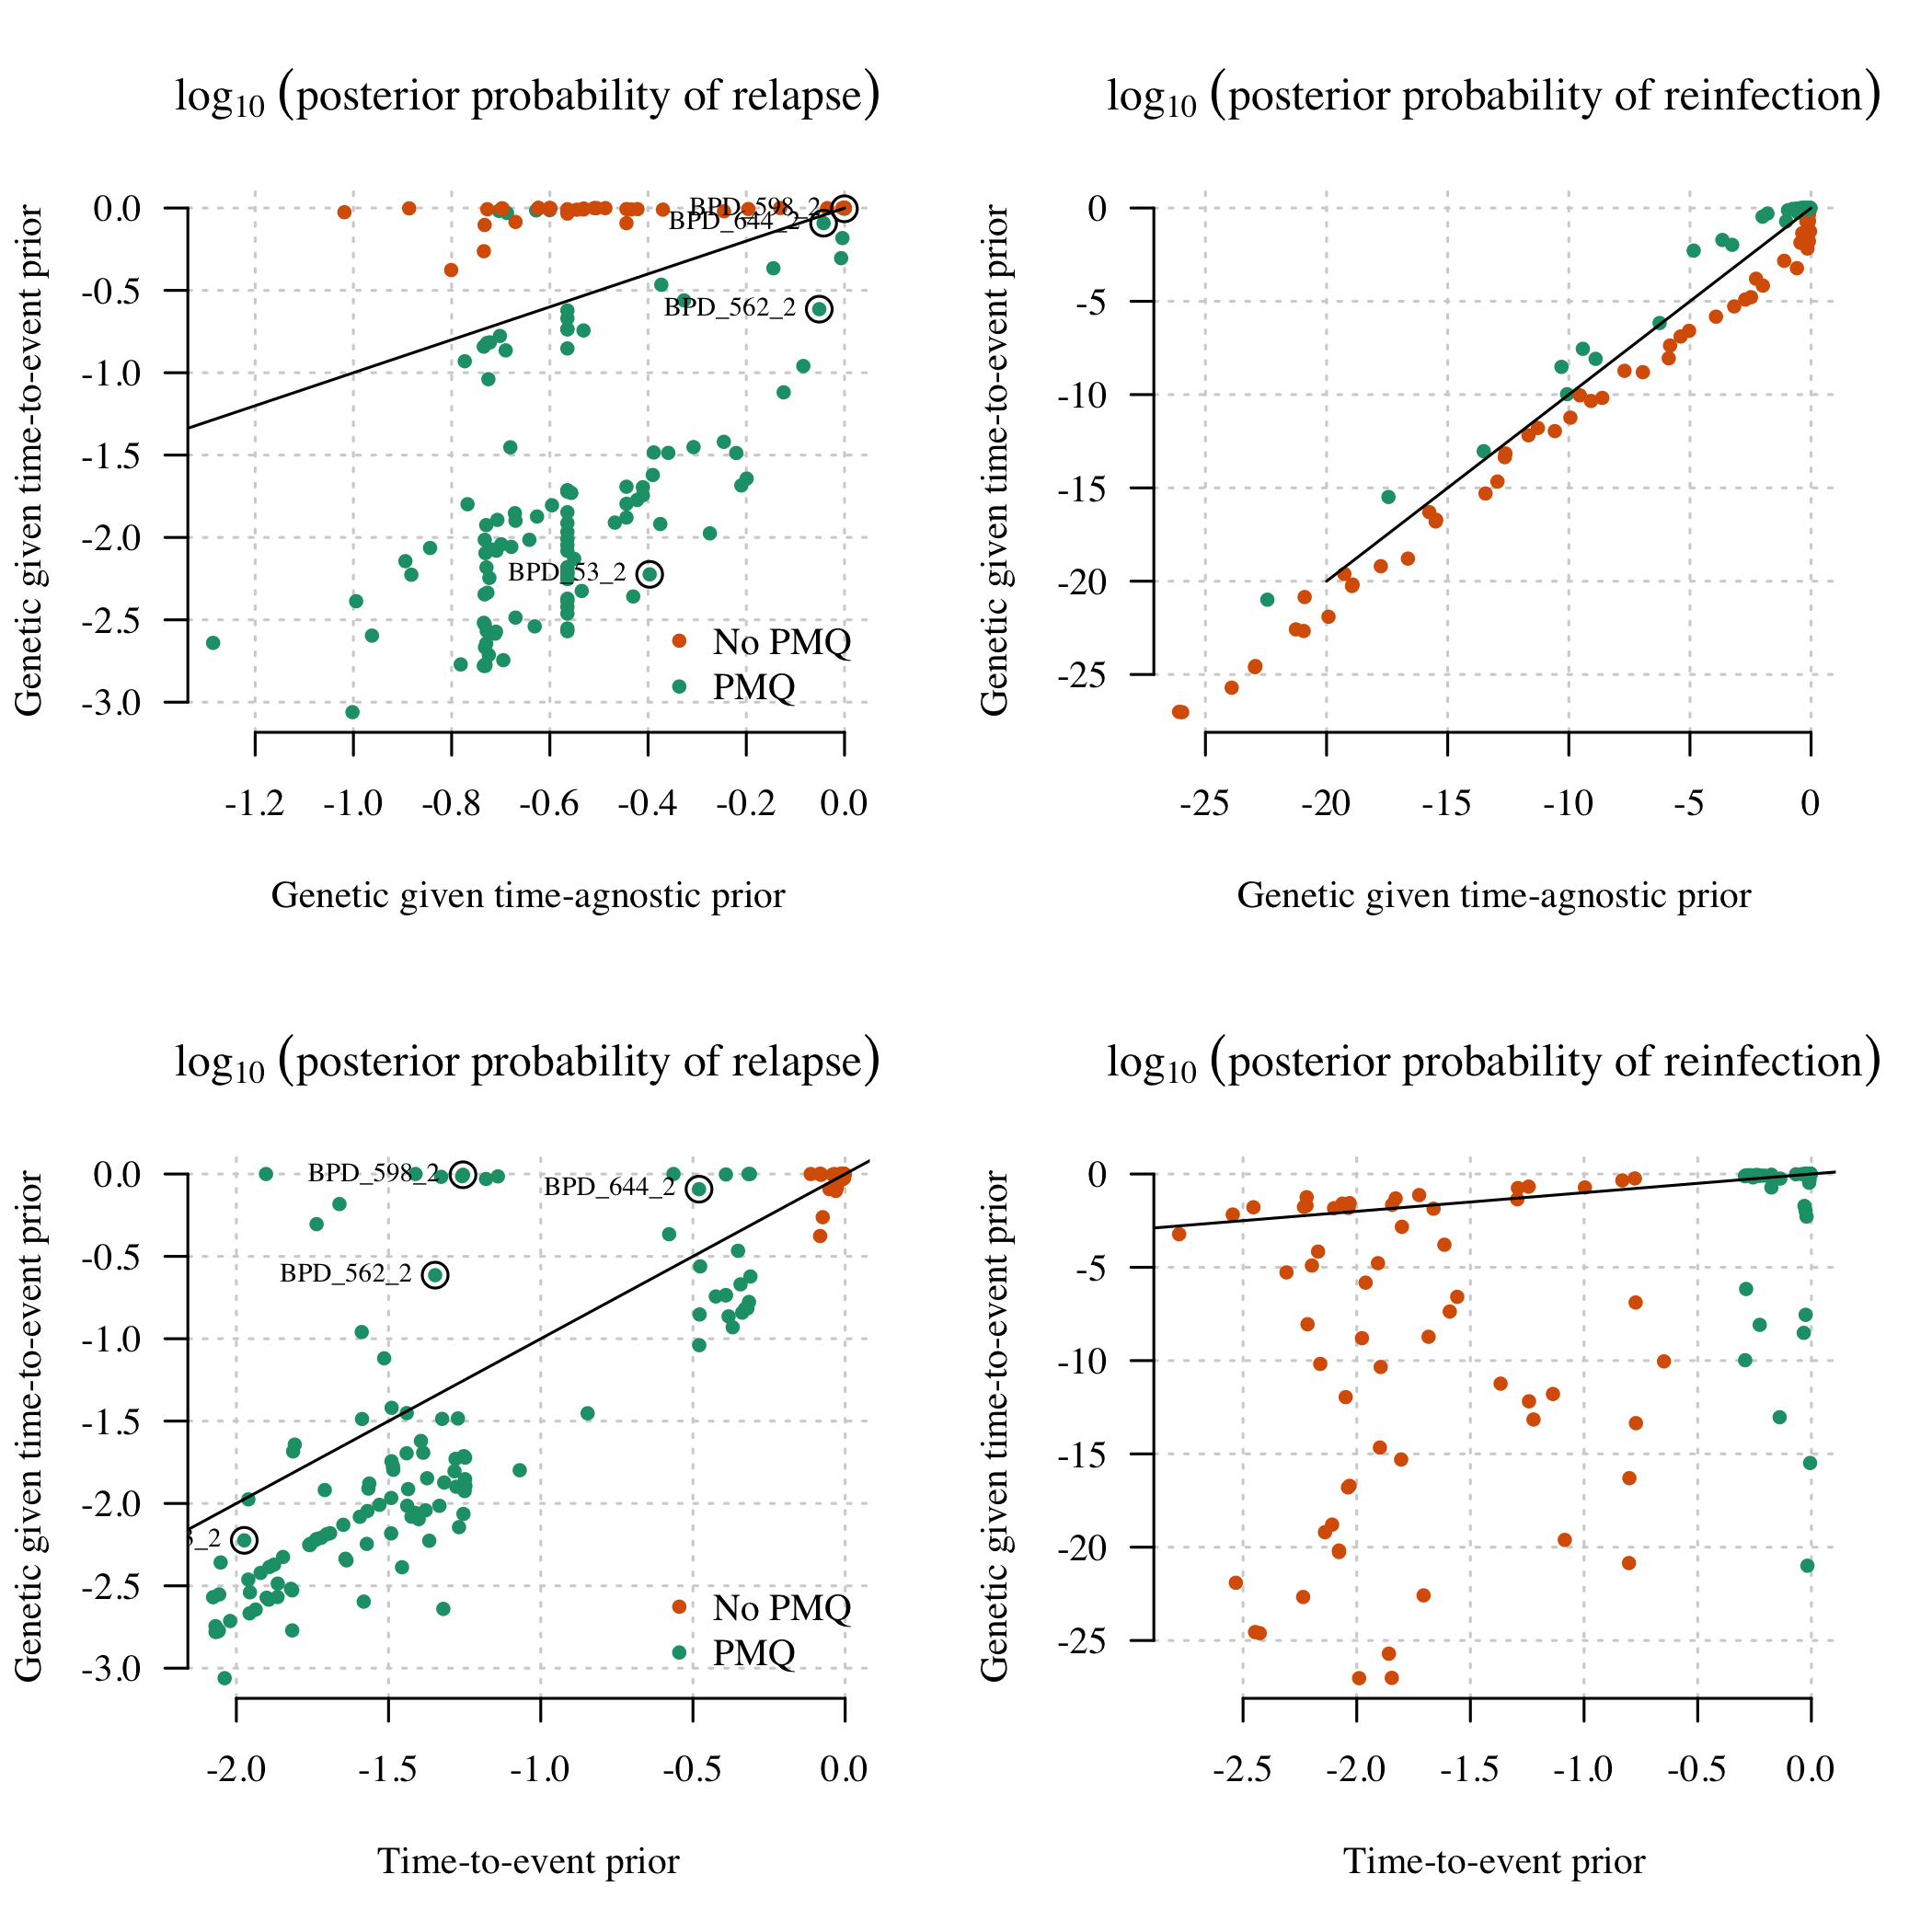 log10 (posterior probability of relapse)
Genetic given time-to-event prior
0.0
-0.5
-1.0
-1.5
-2.0
-2.5
-3.0
BPD_598_2
BPD_644_2
BPD_562_2
BPD_53_2
No PMQ
PMQ
-1.2 -1.0 -0.8 -0.6 -0.4 -0.2 0.0
Genetic given time-agnostic prior
log10 (posterior probability of reinfection)
Genetic given time-to-event prior
0
-5
-10
-15
-20
-25
-25 -20 -15 -10 -5 0
Genetic given time-agnostic prior
log10 (posterior probability of relapse)
Genetic given time-to-event prior
0.0
-0.5
-1.0
-1.5
-2.0
-2.5
-3.0
BPD_598_2
BPD_644_2
BPD_562_2
3_2
No PMQ
PMQ
-2.0 -1.5 -1.0 -0.5 0.0
Time-to-event prior
log10 (posterior probability of reinfection)
Genetic given time-to-event prior
0
-5
-10
-15
-20
-25
-2.5 -2.0 -1.5 -1.0 -0.5 0.0
Time-to-event prior